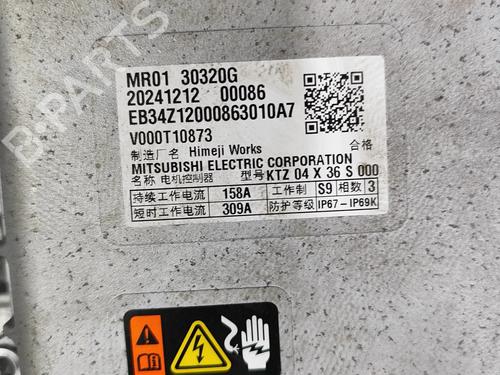 B-PARTS
MR01 30320G
20241212 00086
EB34Z12000863010A7
V000T10873
合格
制造厂名 Himeji Works
MITSUBISHI ELECTRIC CORPORATION
名称 电机控制器 型号 KTZ 04 X 36 S 000
持续工作电流 158A 工作制 S9 相数 3
短时工作电流 309A 防护等级 IP67-IP69K